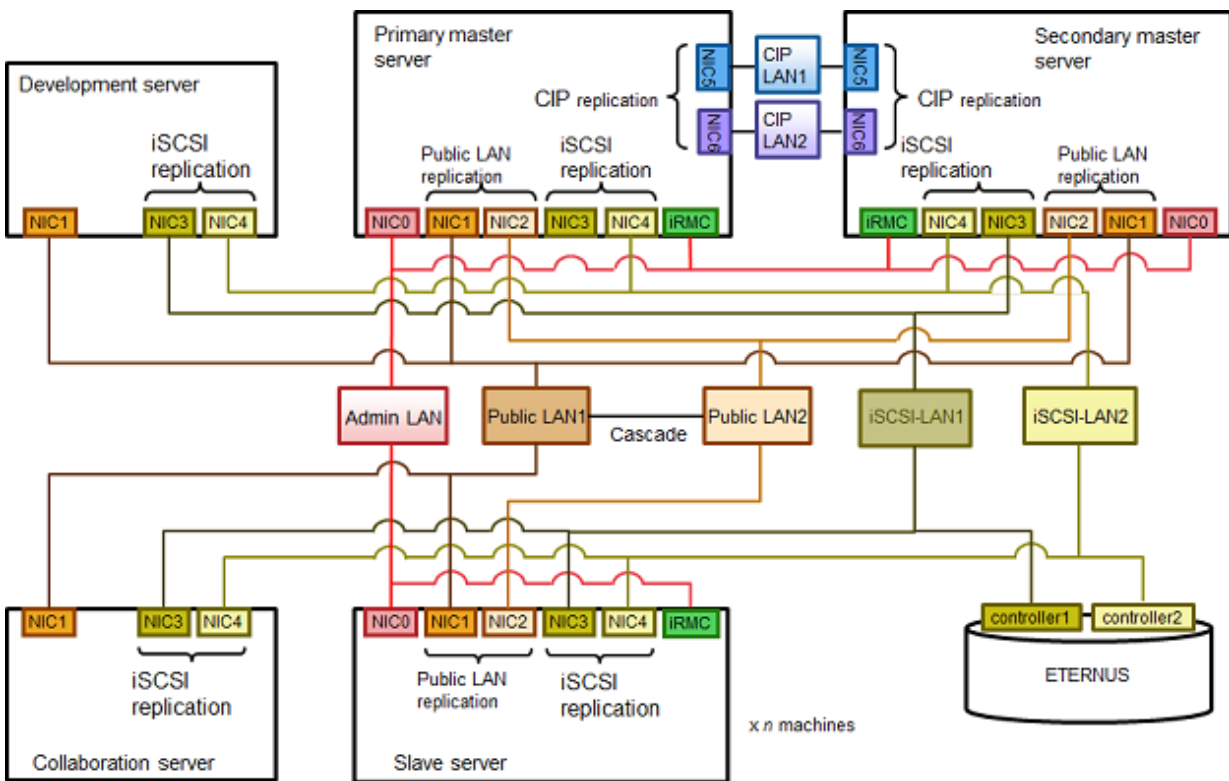 Primary master
server
Secondary master
server
Development server
CIP replication
NIC5
CIP
LAN1
NIC5
CIP replication
NIC6
CIP
LAN2
NIC6
iSCSI
replication
Public LAN
replication
iSCSI
replication
iSCSI
replication
Public LAN
replication
NIC1
NIC3
NIC4
NIC0
NIC1
NIC2
NIC3
NIC4
iRMC
iRMC
NIC4
NIC3
NIC2
NIC1
NIC0
Admin LAN
Public LAN1
Cascade
Public LAN2
iSCSI-LAN1
iSCSI-LAN2
NIC1
NIC3
NIC4
NIC0
NIC1
NIC2
NIC3
NIC4
iRMC
controller1
controller2
iSCSI
replication
Public LAN
replication
iSCSI
replication
ETERNUS
x n machines
Collaboration server
Slave server